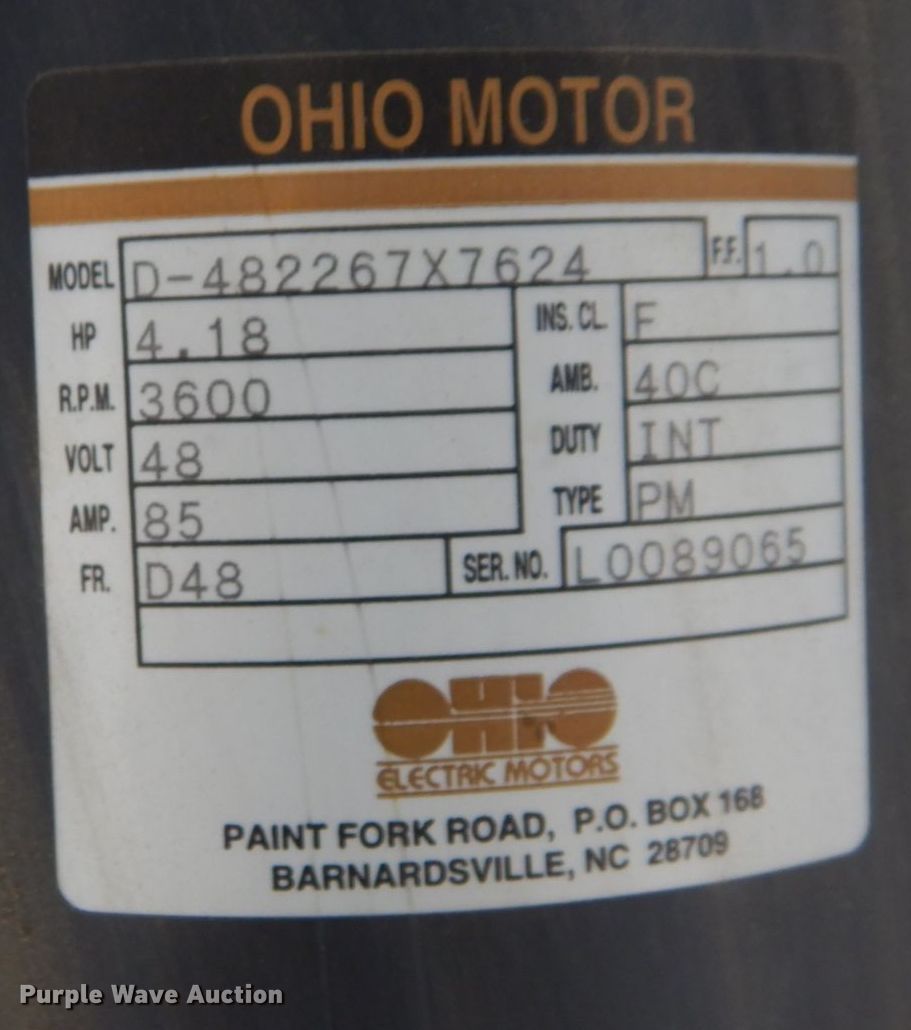 OHIO MOTOR
MODEL D-482267X7624 F.F. 1.0
HP 4.18 INS. CL. F
R.P.M. 3600 AMB. 40C
VOLT 48 DUTY INT
AMP. 85 TYPE PM
FR. D48 SER. NO. L0089065
OHIO
ELECTRIC MOTORS
PAINT FORK ROAD, P.O. BOX 168
BARNARDSVILLE, NC 28709
Purple Wave Auction